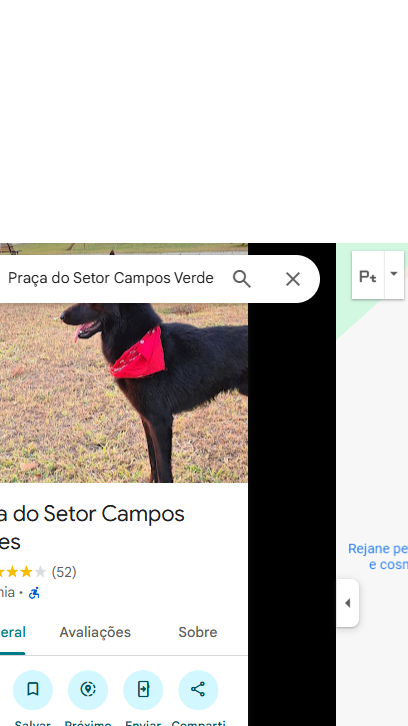 Praça do Setor Campos Verde
Pt
a do Setor Campos
es
(52)
nia •
eral Avaliações Sobre
Salvar Próximo Enviar Comparti
Rejane pe
e cosm